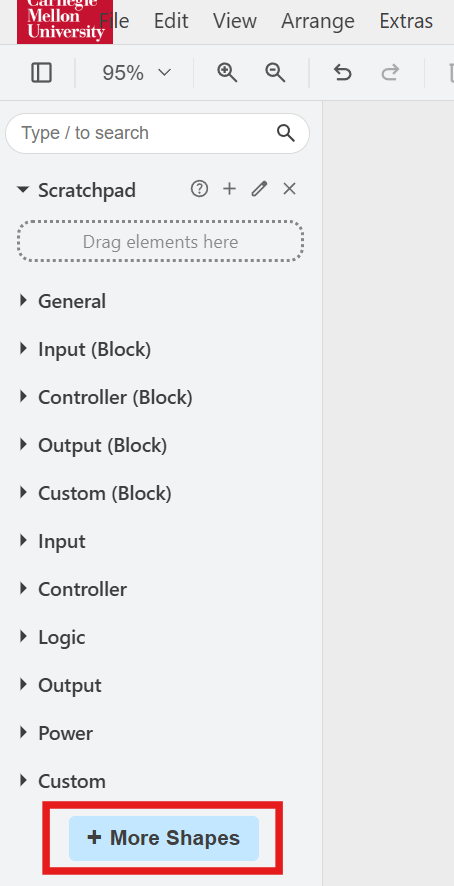 Carnegie
Mellon
University
File Edit View Arrange Extras
95%
Type / to search
Scratchpad
Drag elements here
General
Input (Block)
Controller (Block)
Output (Block)
Custom (Block)
Input
Controller
Logic
Output
Power
Custom
+ More Shapes